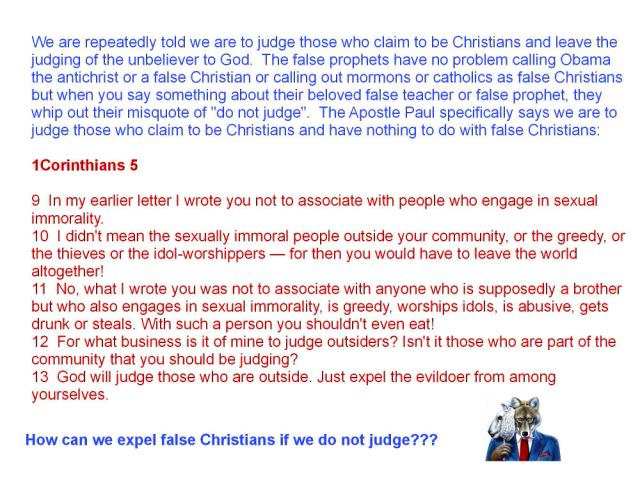 We are repeatedly told we are to judge those who claim to be Christians and leave the
judging of the unbeliever to God.  The false prophets have no problem calling Obama
the antichrist or a false Christian or calling out mormons or catholics as false Christians
but when you say something about their beloved false teacher or false prophet, they
whip out their misquote of "do not judge".  The Apostle Paul specifically says we are to
judge those who claim to be Christians and have nothing to do with false Christians:
1Corinthians 5
9  In my earlier letter I wrote you not to associate with people who engage in sexual
immorality.
10  I didn't mean the sexually immoral people outside your community, or the greedy, or
the thieves or the idol-worshippers — for then you would have to leave the world
altogether!
11  No, what I wrote you was not to associate with anyone who is supposedly a brother
but who also engages in sexual immorality, is greedy, worships idols, is abusive, gets
drunk or steals. With such a person you shouldn't even eat!
12  For what business is it of mine to judge outsiders? Isn't it those who are part of the
community that you should be judging?
13  God will judge those who are outside. Just expel the evildoer from among
yourselves.
How can we expel false Christians if we do not judge???